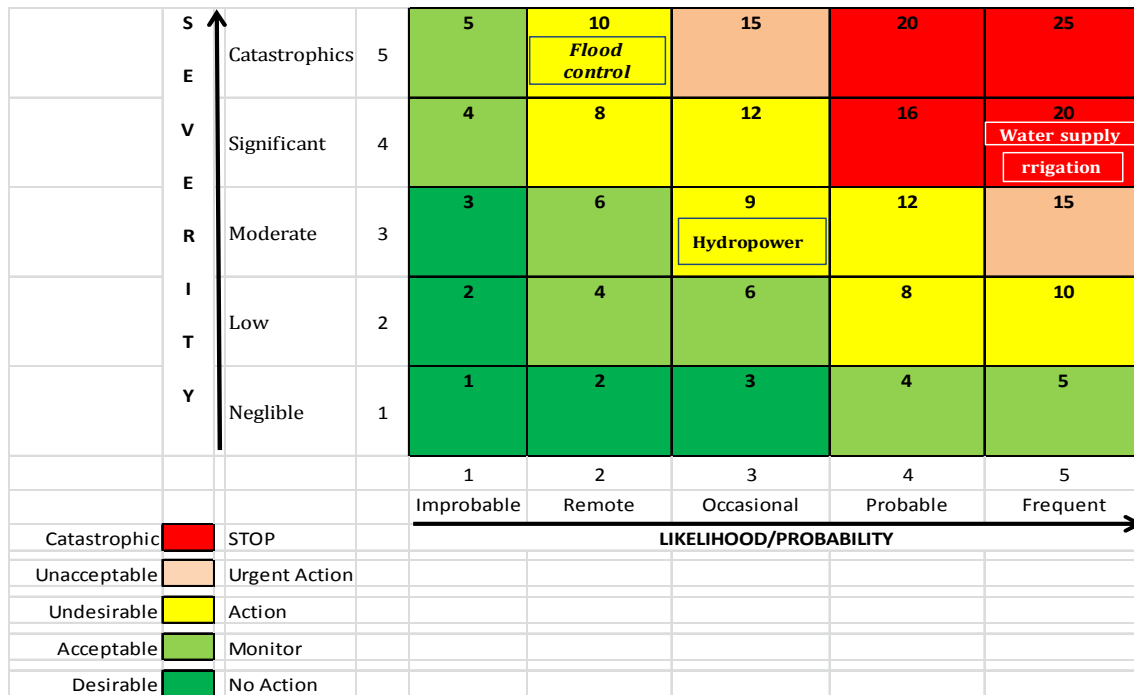 S E V E R I T Y
Catastrophics 5
5 10 15 20 25
Flood
control
Significant 4
4 8 12 16 20
Water supply
rrigation
Moderate 3
3 6 9 12 15
Hydropower
Low 2
2 4 6 8 10
Neglible 1
1 2 3 4 5
1 2 3 4 5
Improbable Remote Occasional Probable Frequent
LIKELIHOOD/PROBABILITY
Catastrophic STOP
Unacceptable Urgent Action
Undesirable Action
Acceptable Monitor
Desirable No Action